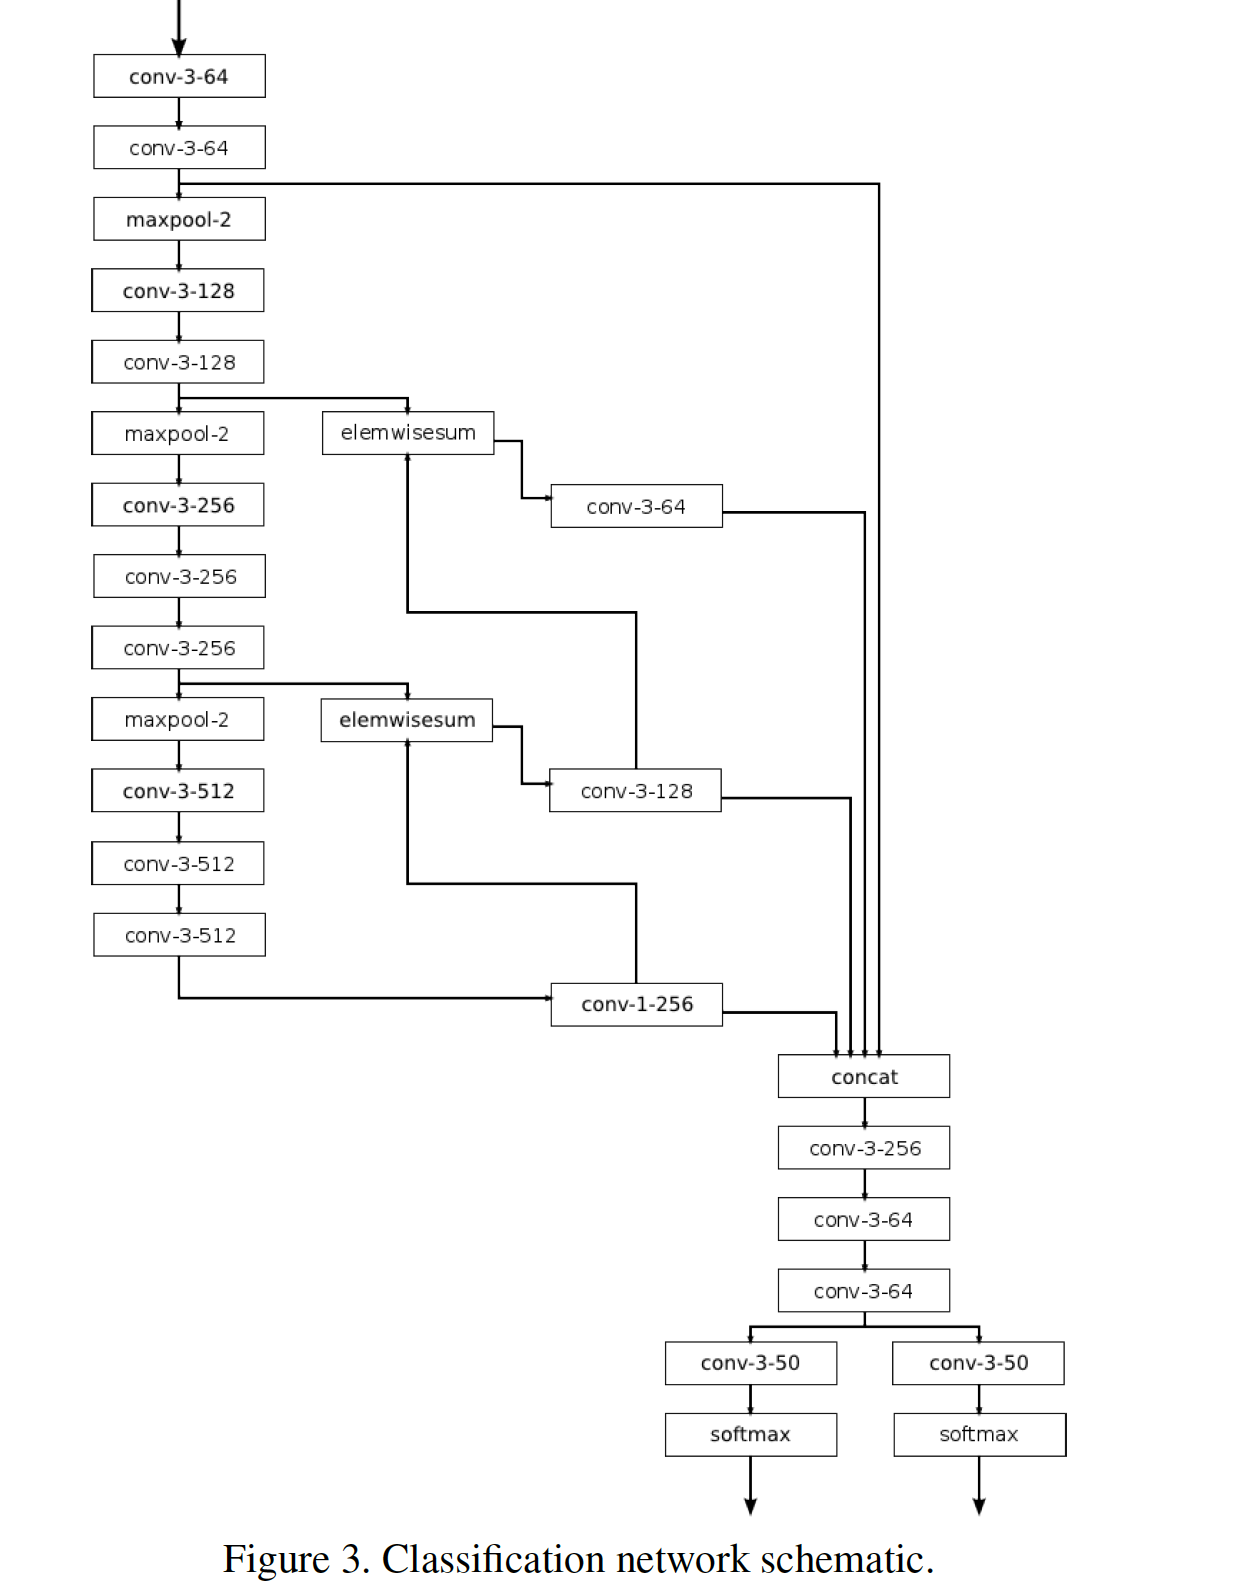 conv-3-64
conv-3-64
maxpool-2
conv-3-128
conv-3-128
maxpool-2
elemwisesum
conv-3-256
conv-3-64
conv-3-256
conv-3-256
maxpool-2
elemwisesum
conv-3-512
conv-3-128
conv-3-512
conv-3-512
conv-1-256
concat
conv-3-256
conv-3-64
conv-3-64
conv-3-50
conv-3-50
softmax
softmax
Figure 3. Classification network schematic.